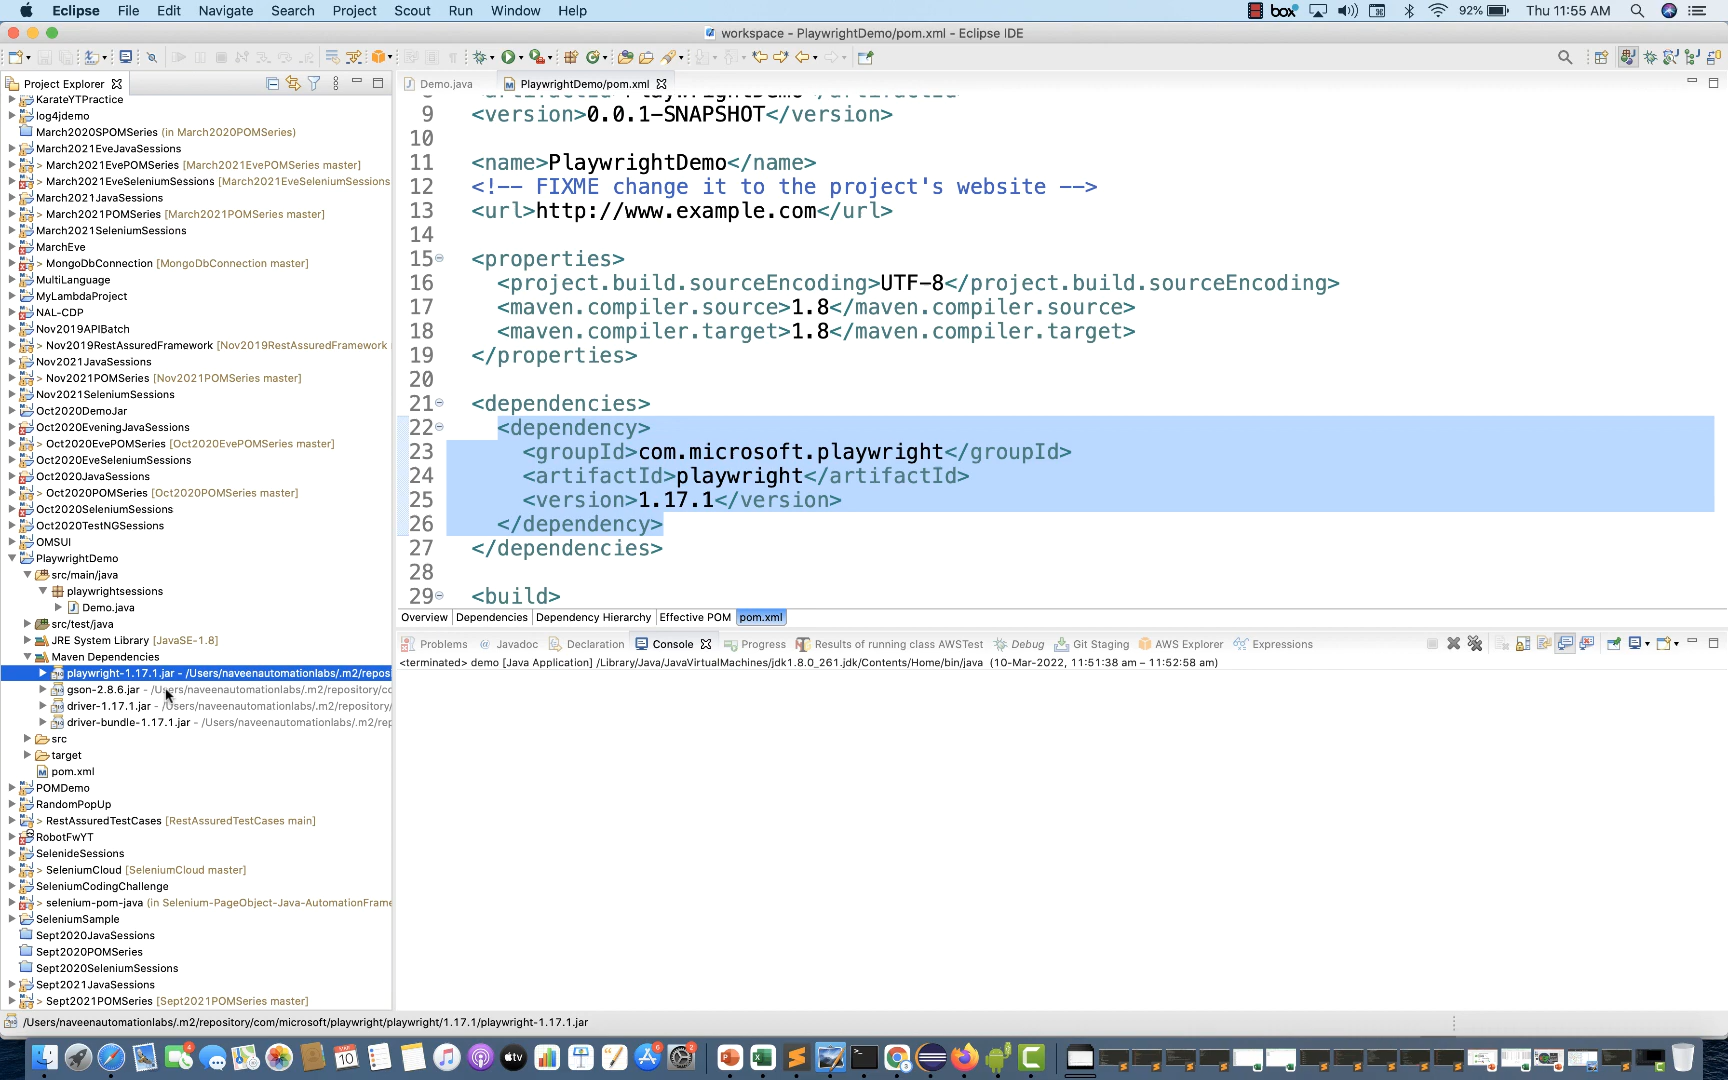 Eclipse File Edit Navigate Search Project Scout Run Window Help box 92% Thu 11:55 AM
workspace - PlaywrightDemo/pom.xml - Eclipse IDE
Project Explorer
KarateYTPractice
log4jdemo
March2020SPOMSeries (in March2020POMSeries)
March2021EveJavaSessions
> March2021EvePOMSeries [March2021EvePOMSeries master]
> March2021EveSeleniumSessions [March2021EveSeleniumSessions
March2021JavaSessions
> March2021POMSeries [March2021POMSeries master]
March2021SeleniumSessions
MarchEve
> MongoDbConnection [MongoDbConnection master]
MultiLanguage
MyLambdaProject
NAL-CDP
Nov2019APIBatch
> Nov2019RestAssuredFramework [Nov2019RestAssuredFramework
Nov2021JavaSessions
> Nov2021POMSeries [Nov2021POMSeries master]
Nov2021SeleniumSessions
Oct2020DemoJar
Oct2020EveningJavaSessions
> Oct2020EvePOMSeries [Oct2020EvePOMSeries master]
Oct2020EveSeleniumSessions
Oct2020JavaSessions
> Oct2020POMSeries [Oct2020POMSeries master]
Oct2020SeleniumSessions
Oct2020TestNGSessions
OMSUI
PlaywrightDemo
src/main/java
playwrightsessions
Demo.java
src/test/java
JRE System Library [JavaSE-1.8]
Maven Dependencies
playwright-1.17.1.jar - /Users/naveenautomationlabs/.m2/repos
gson-2.8.6.jar - /Users/naveenautomationlabs/.m2/repository/co
driver-1.17.1.jar - /Users/naveenautomationlabs/.m2/repository/
driver-bundle-1.17.1.jar - /Users/naveenautomationlabs/.m2/rep
src
target
pom.xml
POMDemo
RandomPopUp
> RestAssuredTestCases [RestAssuredTestCases main]
RobotFwYT
SelenideSessions
> SeleniumCloud [SeleniumCloud master]
SeleniumCodingChallenge
> selenium-pom-java (in Selenium-PageObject-Java-AutomationFrame
SeleniumSample
Sept2020JavaSessions
Sept2020POMSeries
Sept2020SeleniumSessions
Sept2021JavaSessions
> Sept2021POMSeries [Sept2021POMSeries master]
Demo.java PlaywrightDemo/pom.xml
9 <version>0.0.1-SNAPSHOT</version>
10
11 <name>PlaywrightDemo</name>
12 <!-- FIXME change it to the project's website -->
13 <url>http://www.example.com</url>
14
15 <properties>
16 <project.build.sourceEncoding>UTF-8</project.build.sourceEncoding>
17 <maven.compiler.source>1.8</maven.compiler.source>
18 <maven.compiler.target>1.8</maven.compiler.target>
19 </properties>
20
21 <dependencies>
22 <dependency>
23 <groupId>com.microsoft.playwright</groupId>
24 <artifactId>playwright</artifactId>
25 <version>1.17.1</version>
26 </dependency>
27 </dependencies>
28
29 <build>
Overview Dependencies Dependency Hierarchy Effective POM pom.xml
Problems Javadoc Declaration Console Progress Results of running class AWSTest Debug Git Staging AWS Explorer Expressions
<terminated> demo [Java Application] /Library/Java/JavaVirtualMachines/jdk1.8.0_261.jdk/Contents/Home/bin/java (10-Mar-2022, 11:51:38 am – 11:52:58 am)
/Users/naveenautomationlabs/.m2/repository/com/microsoft/playwright/playwright/1.17.1/playwright-1.17.1.jar